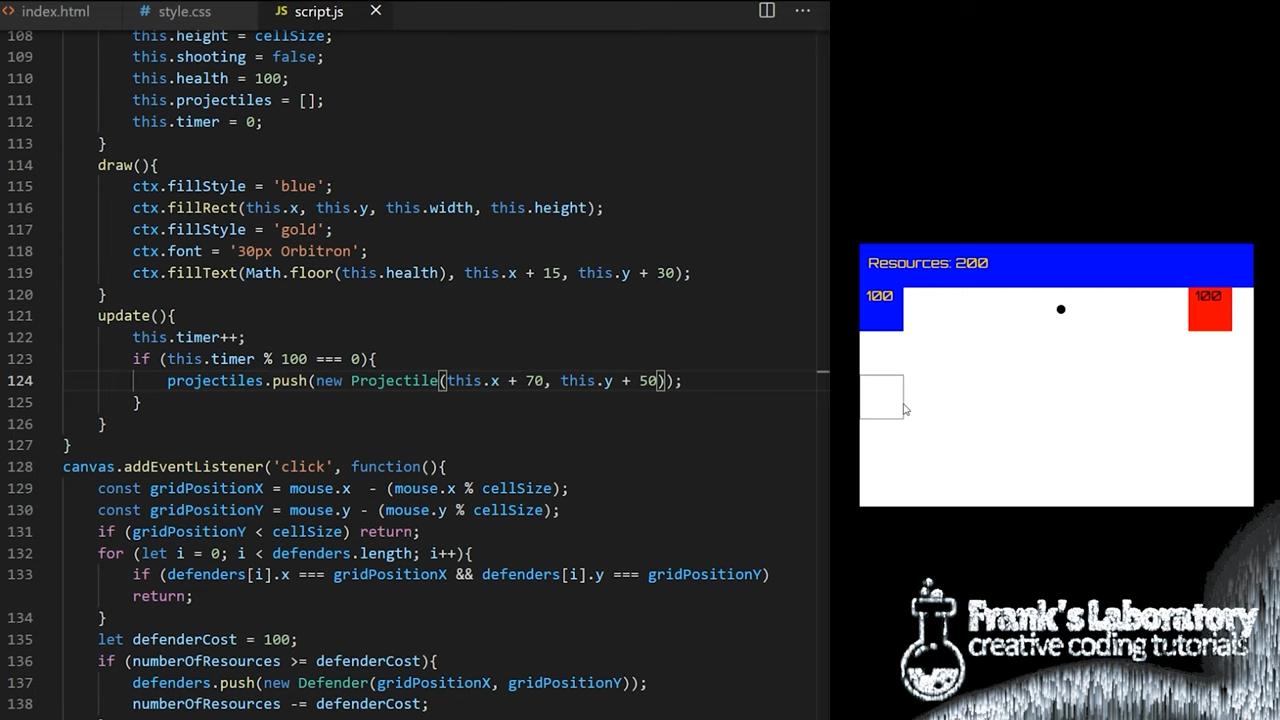 index.html
style.css
JS script.js
108 this.height = cellSize;
109 this.shooting = false;
110 this.health = 100;
111 this.projectiles = [];
112 this.timer = 0;
113 }
114 draw(){
115 ctx.fillStyle = 'blue';
116 ctx.fillRect(this.x, this.y, this.width, this.height);
117 ctx.fillStyle = 'gold';
118 ctx.font = '30px Orbitron';
119 ctx.fillText(Math.floor(this.health), this.x + 15, this.y + 30);
120 }
121 update(){
122 this.timer++;
123 if (this.timer % 100 === 0){
124 projectiles.push(new Projectile(this.x + 70, this.y + 50));
125 }
126 }
127 }
128 canvas.addEventListener('click', function(){
129 const gridPositionX = mouse.x - (mouse.x % cellSize);
130 const gridPositionY = mouse.y - (mouse.y % cellSize);
131 if (gridPositionY < cellSize) return;
132 for (let i = 0; i < defenders.length; i++){
133 if (defenders[i].x === gridPositionX && defenders[i].y === gridPositionY)
return;
134 }
135 let defenderCost = 100;
136 if (numberOfResources >= defenderCost){
137 defenders.push(new Defender(gridPositionX, gridPositionY));
138 numberOfResources -= defenderCost;
Resources: 200
100
100
Frank's Laboratory
creative coding tutorials